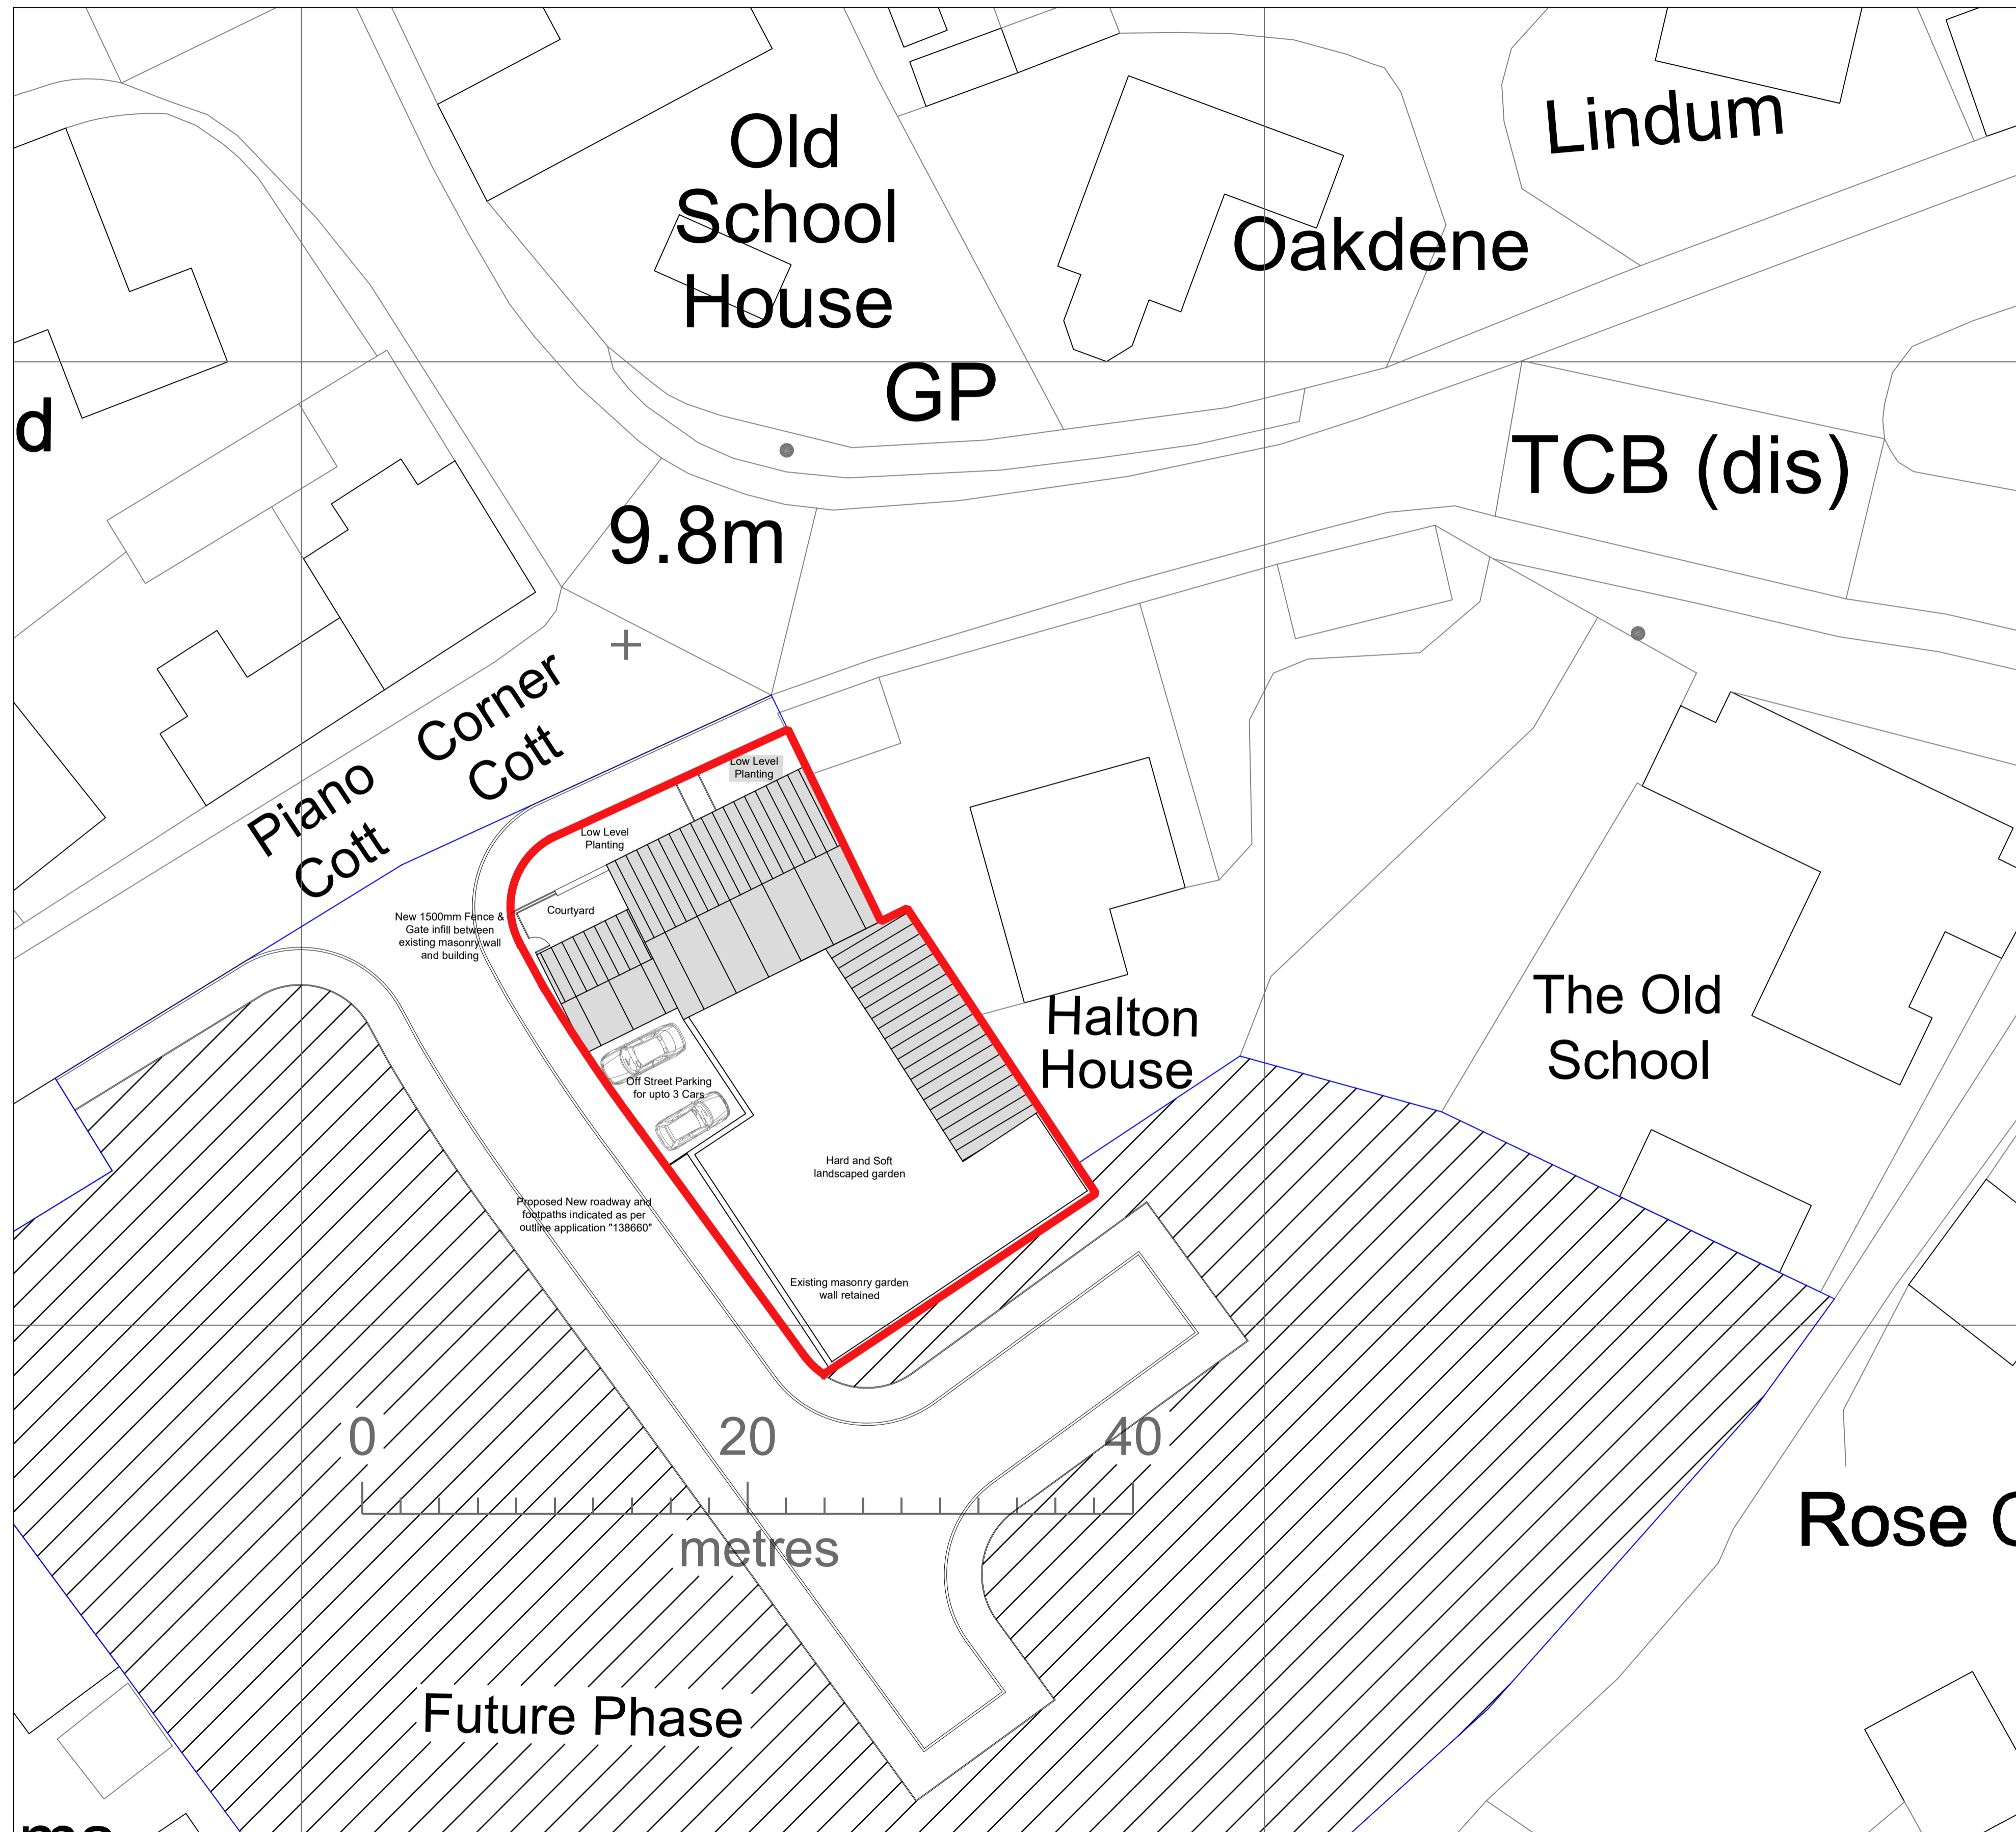 Old
School
House
Lindum
Oakdene
GP
d
TCB (dis)
9.8m
Corner
Cott
Piano
Cott
Low Level
Planting
Low Level
Planting
Courtyard
New 1500mm Fence &
Gate infill between
existing masonry wall
and building
Halton
House
The Old
School
Off Street Parking
for upto 3 Cars
Hard and Soft
landscaped garden
Proposed New roadway and
footpaths indicated as per
outline application "138660"
Existing masonry garden
wall retained
0 20 40
metres
Rose
Future Phase